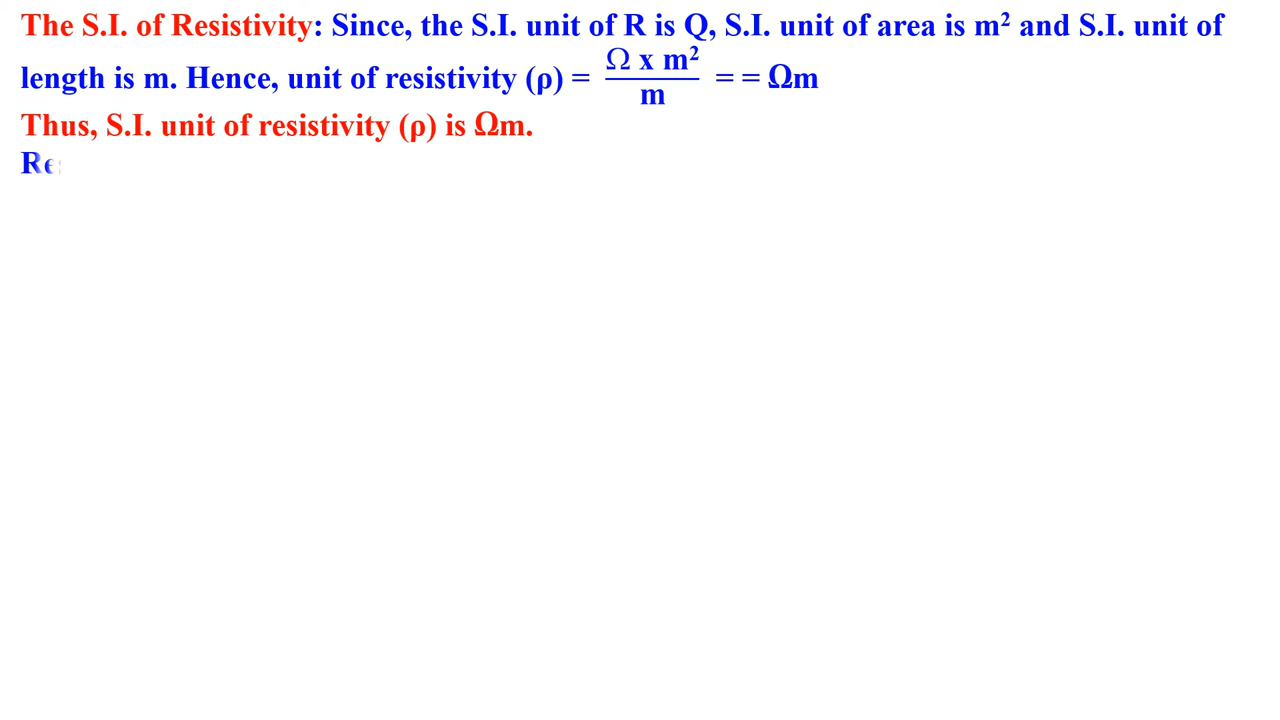 The S.I. of Resistivity: Since, the S.I. unit of R is Q, S.I. unit of area is m² and S.I. unit of
length is m. Hence, unit of resistivity (ρ) = Ω x m² / m = = Ωm
Thus, S.I. unit of resistivity (ρ) is Ωm.